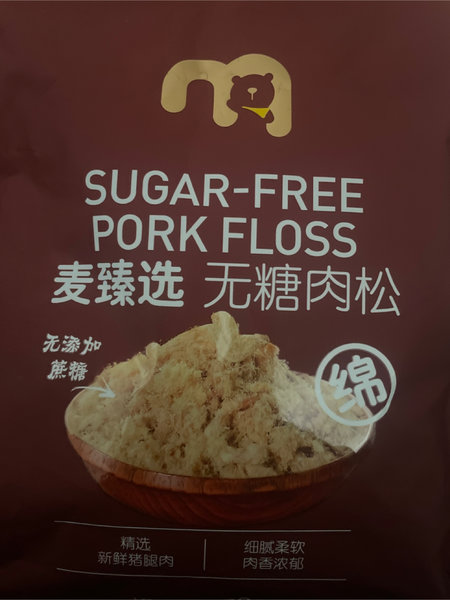 SUGAR-FREE
PORK FLOSS
麦臻选 无糖肉松
无添加
蔗糖
绵
精选
新鲜猪腿肉
细腻柔软
肉香浓郁